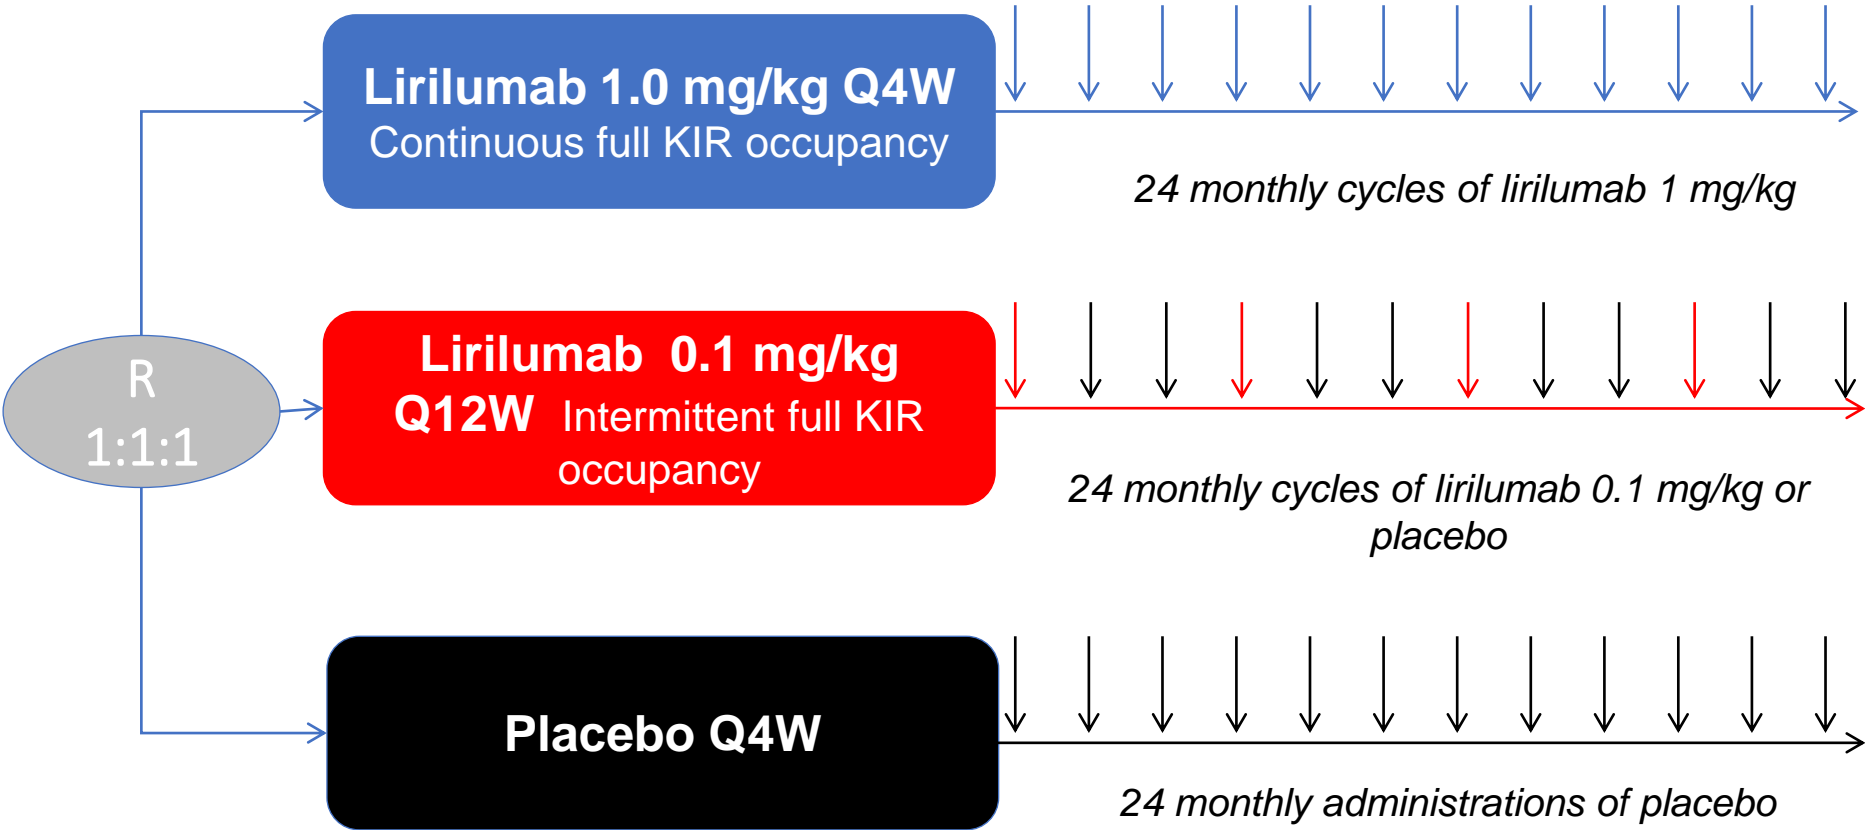 Lirilumab 1.0 mg/kg Q4W
Continuous full KIR occupancy
24 monthly cycles of lirilumab 1 mg/kg
R
1:1:1
Lirilumab 0.1 mg/kg
Q12W Intermittent full KIR
occupancy
24 monthly cycles of lirilumab 0.1 mg/kg or
placebo
Placebo Q4W
24 monthly administrations of placebo